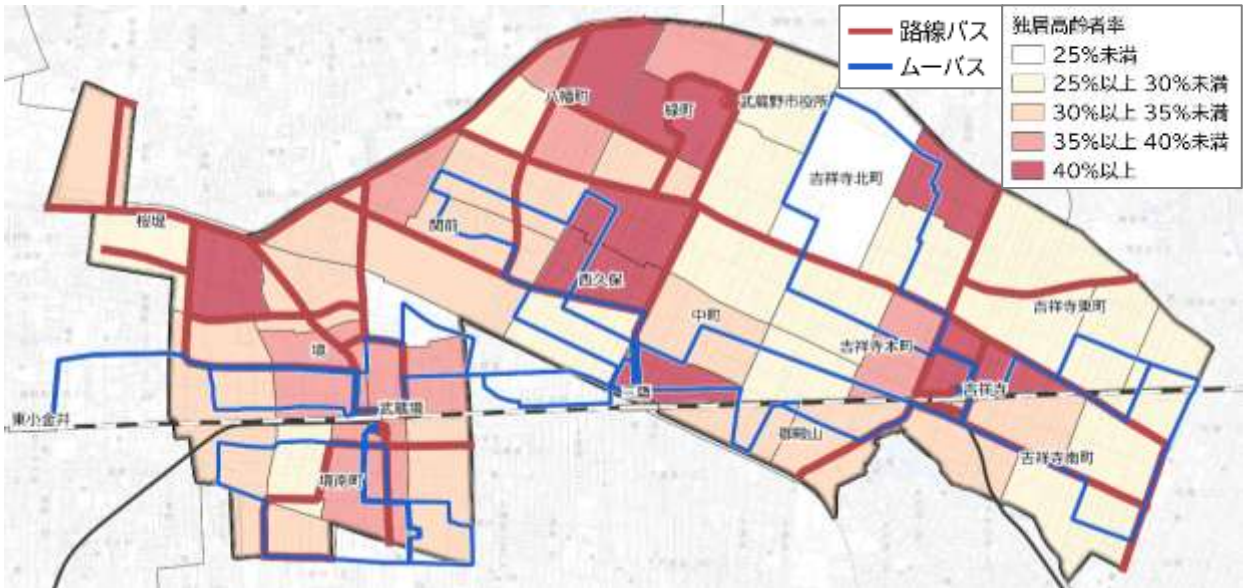 路線バス
ムーバス
独居高齢者率
25%未満
25%以上 30%未満
30%以上 35%未満
35%以上 40%未満
40%以上
八幡町
緑町
武蔵野市役所
吉祥寺北町
桜堤
関前
西久保
中町
吉祥寺東町
境
吉祥寺本町
三鷹
吉祥寺
武蔵境
東小金井
御殿山
吉祥寺南町
境南町